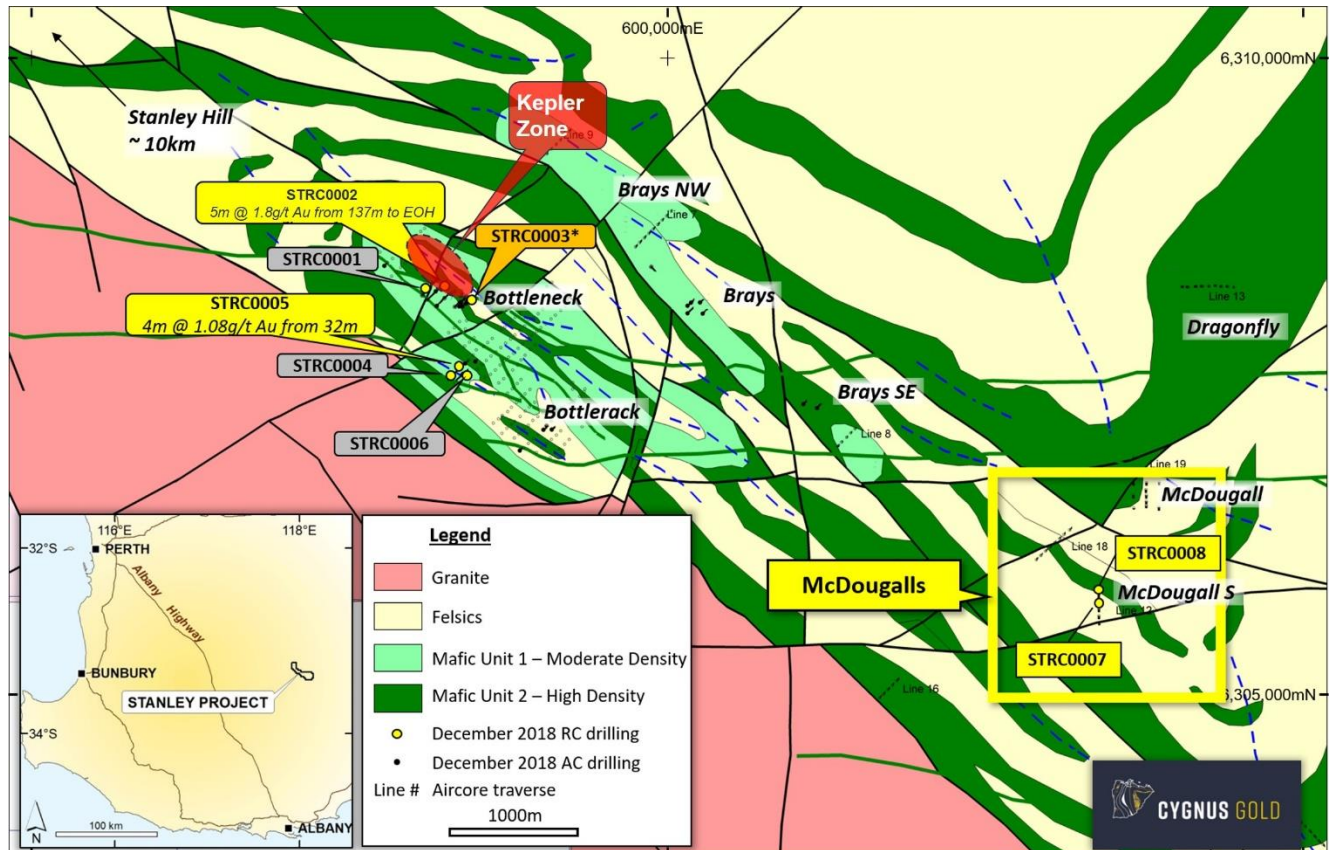 600,000mE
6,310,000mN
Kepler
Zone
Stanley Hill
~ 10km
Line 9
STRC0002
5m @ 1.8g/t Au from 137m to EOH
Brays NW
Line 7
STRC0003*
STRC0001
Bottleneck
Brays
Line 13
STRC0005
4m @ 1.08g/t Au from 32m
Dragonfly
STRC0004
Brays SE
Bottlerack
STRC0006
Line 8
Line 19
McDougall
Line 18
STRC0008
McDougalls
McDougall S
Line 12
STRC0007
Line 16
6,305,000mN
116°E
118°E
32°S
PERTH
Albany Highway
BUNBURY
STANLEY PROJECT
34°S
100 km
N
ALBANY
Legend
Granite
Felsics
Mafic Unit 1 – Moderate Density
Mafic Unit 2 – High Density
December 2018 RC drilling
December 2018 AC drilling
Line # Aircore traverse
1000m
CYGNUS GOLD